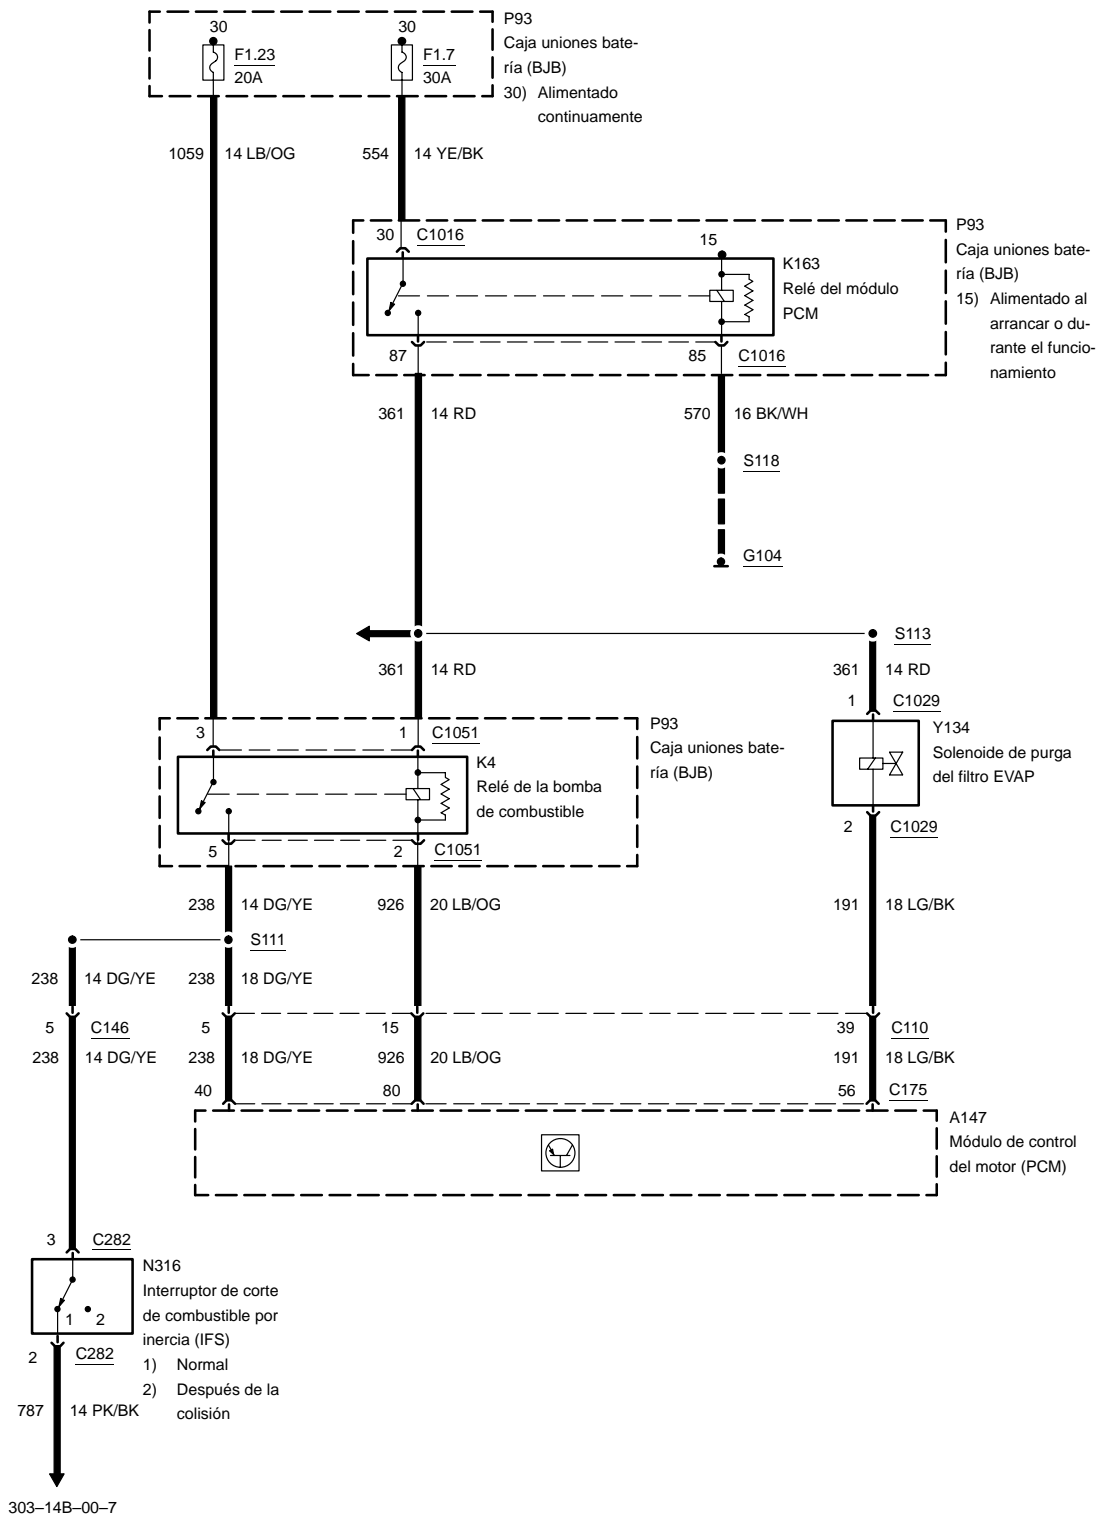 P93
30
30
Caja uniones bate-
ría (BJB)
F1.23
F1.7
20A
30A
30) Alimentado
continuamente
1059
14 LB/OG
554
14 YE/BK
P93
Caja uniones bate-
ría (BJB)
15) Alimentado al
arrancar o du-
rante el funcio-
namiento
30
C1016
15
K163
Relé del módulo
PCM
87
85
C1016
361
14 RD
570
16 BK/WH
S118
G104
S113
361
14 RD
361
14 RD
1
C1029
P93
Caja uniones bate-
ría (BJB)
3
1
C1051
Y134
Solenoide de purga
del filtro EVAP
K4
Relé de la bomba
de combustible
2
C1029
5
2
C1051
238
14 DG/YE
926
20 LB/OG
191
18 LG/BK
S111
238
14 DG/YE
238
18 DG/YE
5
C146
5
15
39
C110
238
14 DG/YE
238
18 DG/YE
926
20 LB/OG
191
18 LG/BK
40
80
56
C175
A147
Módulo de control
del motor (PCM)
3
C282
N316
Interruptor de corte
de combustible por
inercia (IFS)
1) Normal
2) Después de la
colisión
1
2
2
C282
787
14 PK/BK
303–14B–00–7